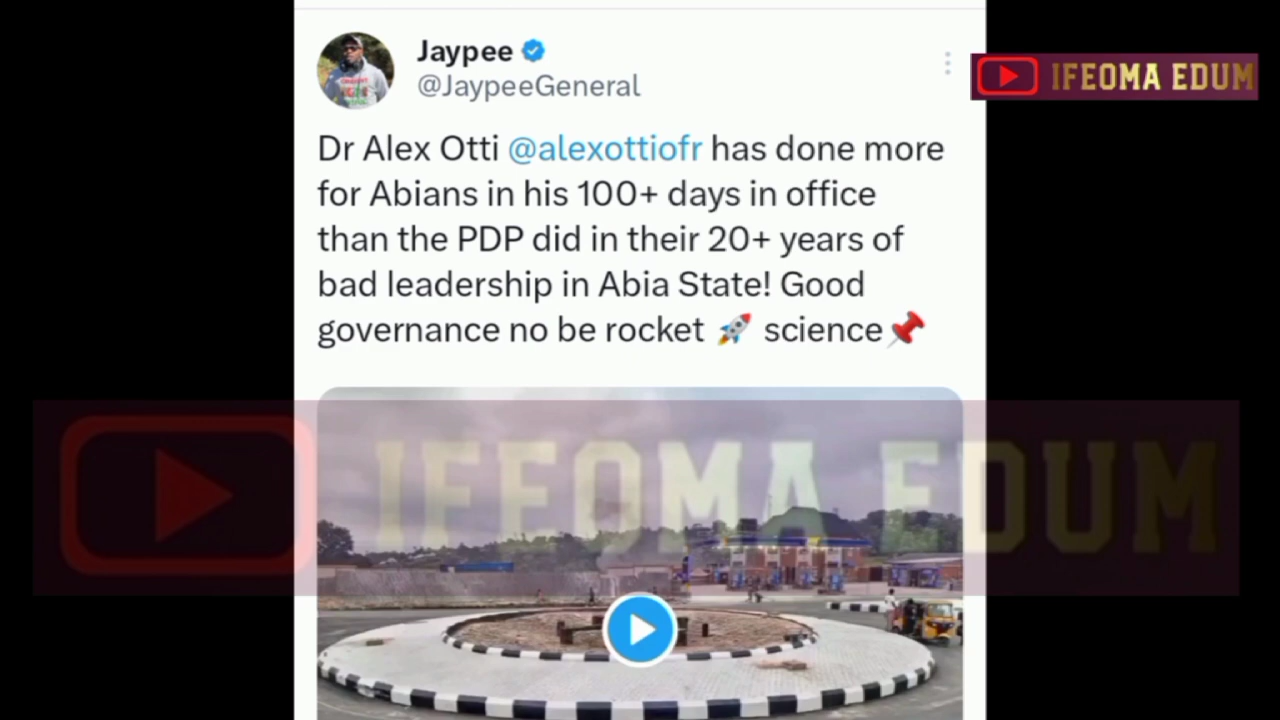 Jaypee
@JaypeeGeneral
IFEOMA EDUM
Dr Alex Otti @alexottiofr has done more
for Abians in his 100+ days in office
than the PDP did in their 20+ years of
bad leadership in Abia State! Good
governance no be rocket 🚀 science📌
IFEOMA EDUM